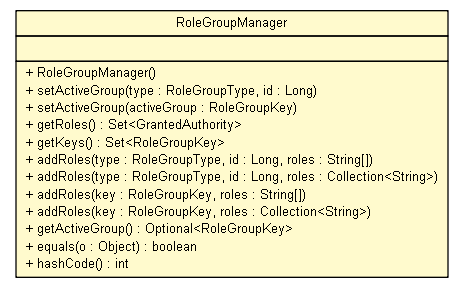 RoleGroupManager
+ RoleGroupManager()
+ setActiveGroup(type : RoleGroupType, id : Long)
+ setActiveGroup(activeGroup : RoleGroupKey)
+ getRoles() : Set<GrantedAuthority>
+ getKeys() : Set<RoleGroupKey>
+ addRoles(type : RoleGroupType, id : Long, roles : String[])
+ addRoles(type : RoleGroupType, id : Long, roles : Collection<String>)
+ addRoles(key : RoleGroupKey, roles : String[])
+ addRoles(key : RoleGroupKey, roles : Collection<String>)
+ getActiveGroup() : Optional<RoleGroupKey>
+ equals(o : Object) : boolean
+ hashCode() : int